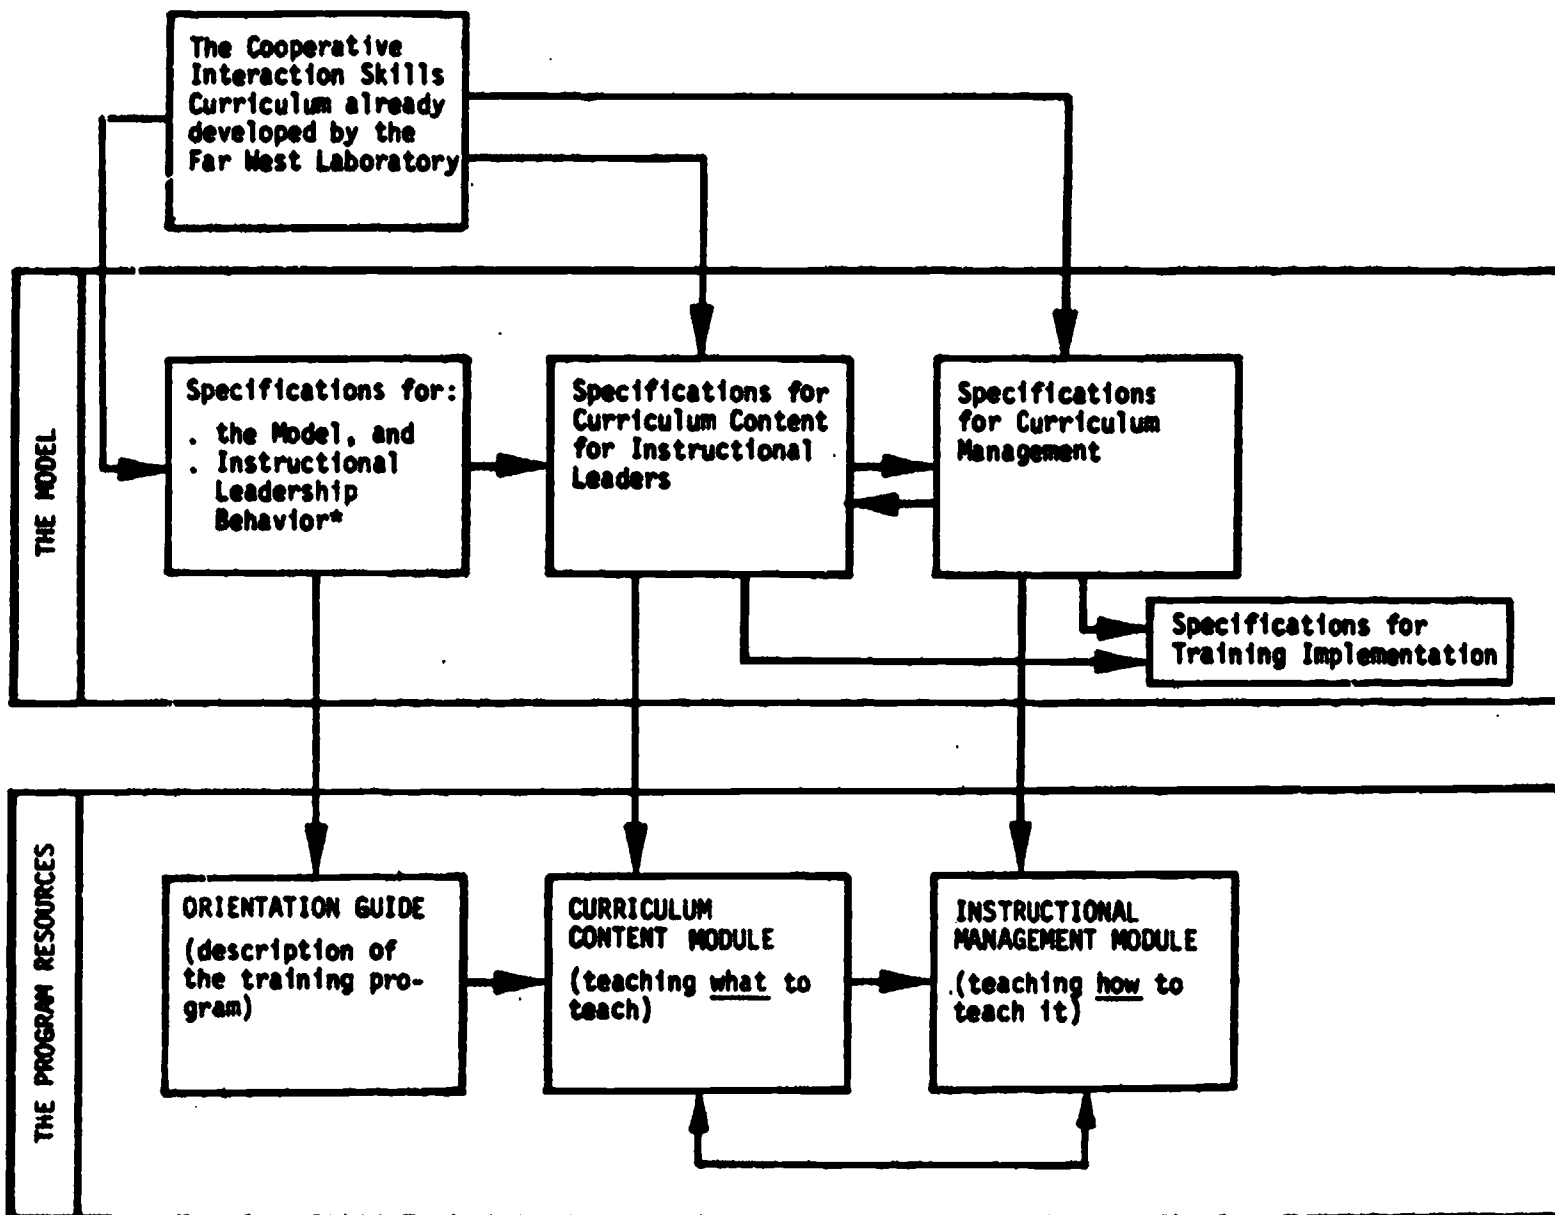 The Cooperative
Interaction Skills
Curriculum already
developed by the
Far West Laboratory
THE MODEL
Specifications for:
. the Model, and
. Instructional
Leadership
Behavior*
Specifications for
Curriculum Content
for Instructional
Leaders
Specifications
for Curriculum
Management
Specifications for
Training Implementation
THE PROGRAM RESOURCES
ORIENTATION GUIDE
(description of
the training pro-
gram)
CURRICULUM
CONTENT MODULE
(teaching what to
teach)
INSTRUCTIONAL
MANAGEMENT MODULE
(teaching how to
teach it)